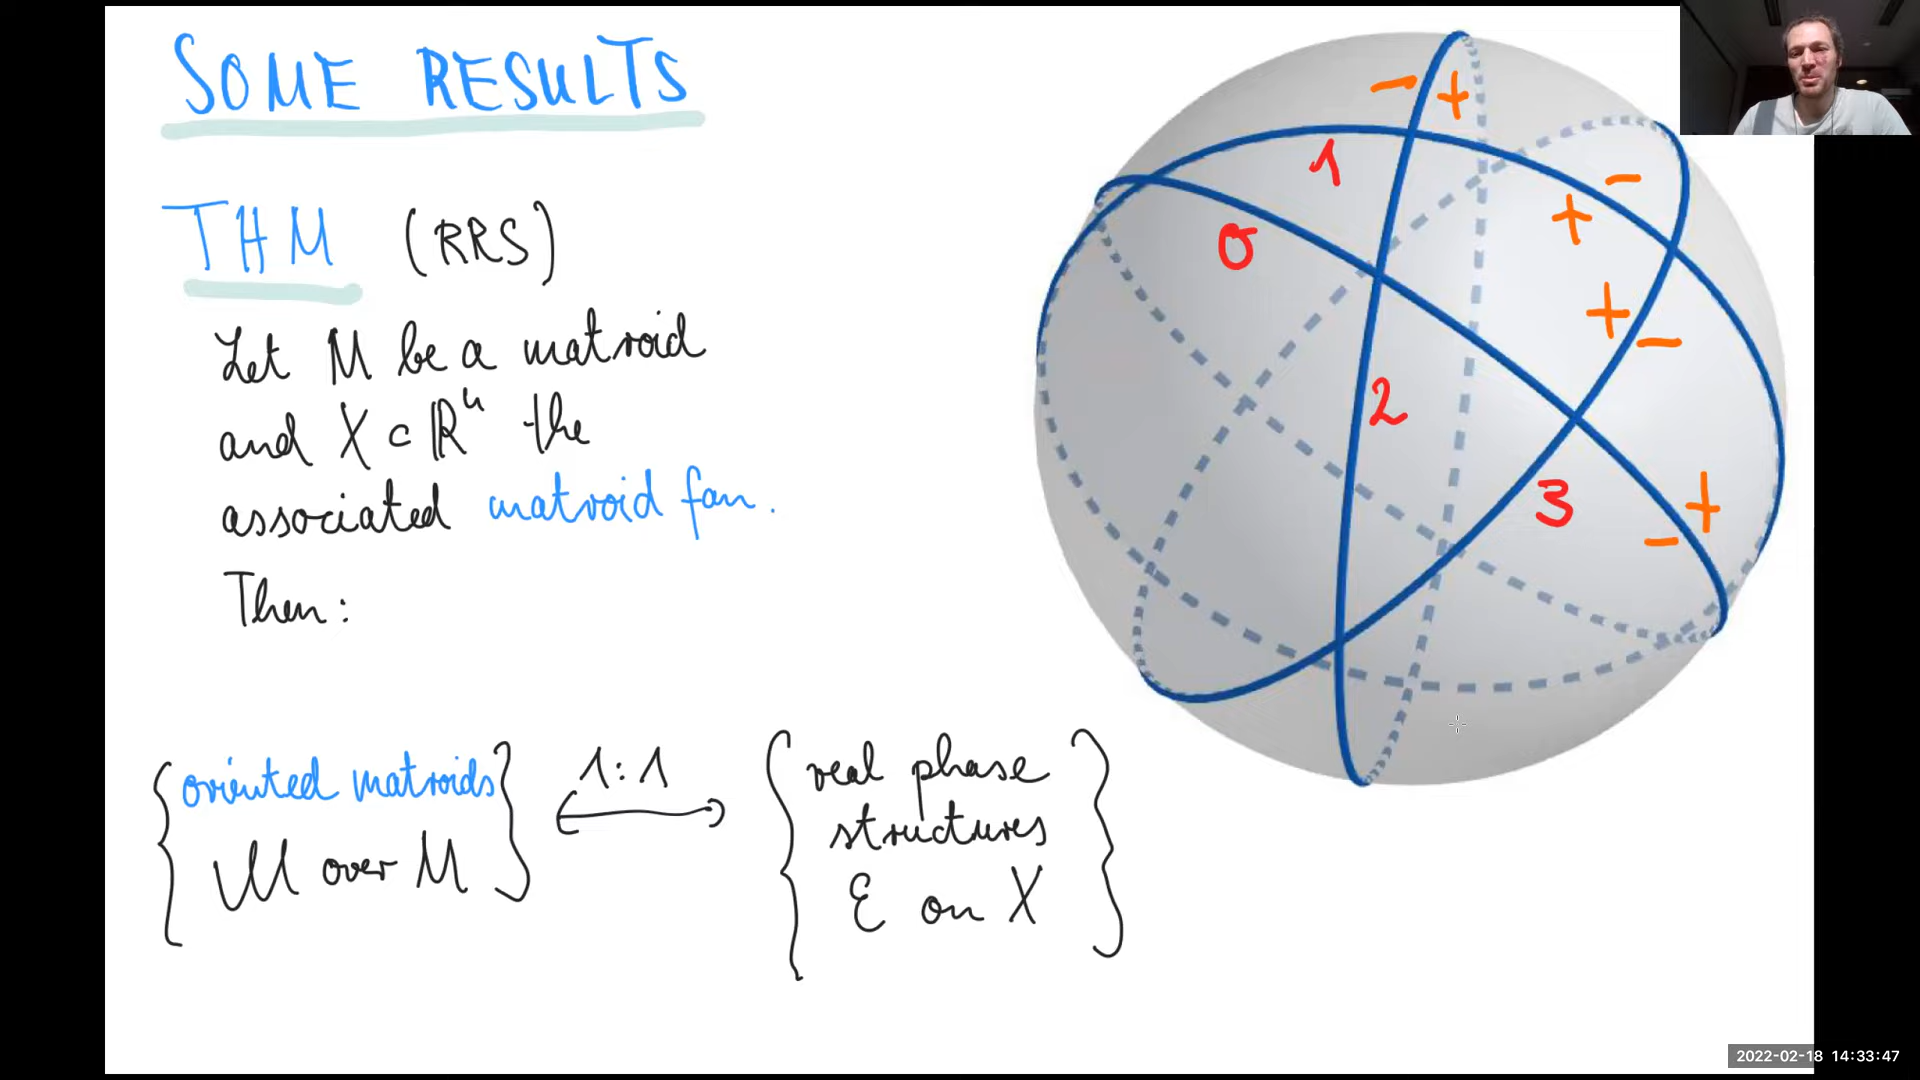 SOME RESULTS
THM (RRS)
Let M be a matroid
and X ⊂ ℝⁿ the
associated matroid fan.
Then:
{ oriented matroids
ℳ over M }
1:1
{ real phase
structures
ℰ on X }
- +
1
-
+
0
+
-
2
3
+
-
2022-02-18 14:33:47